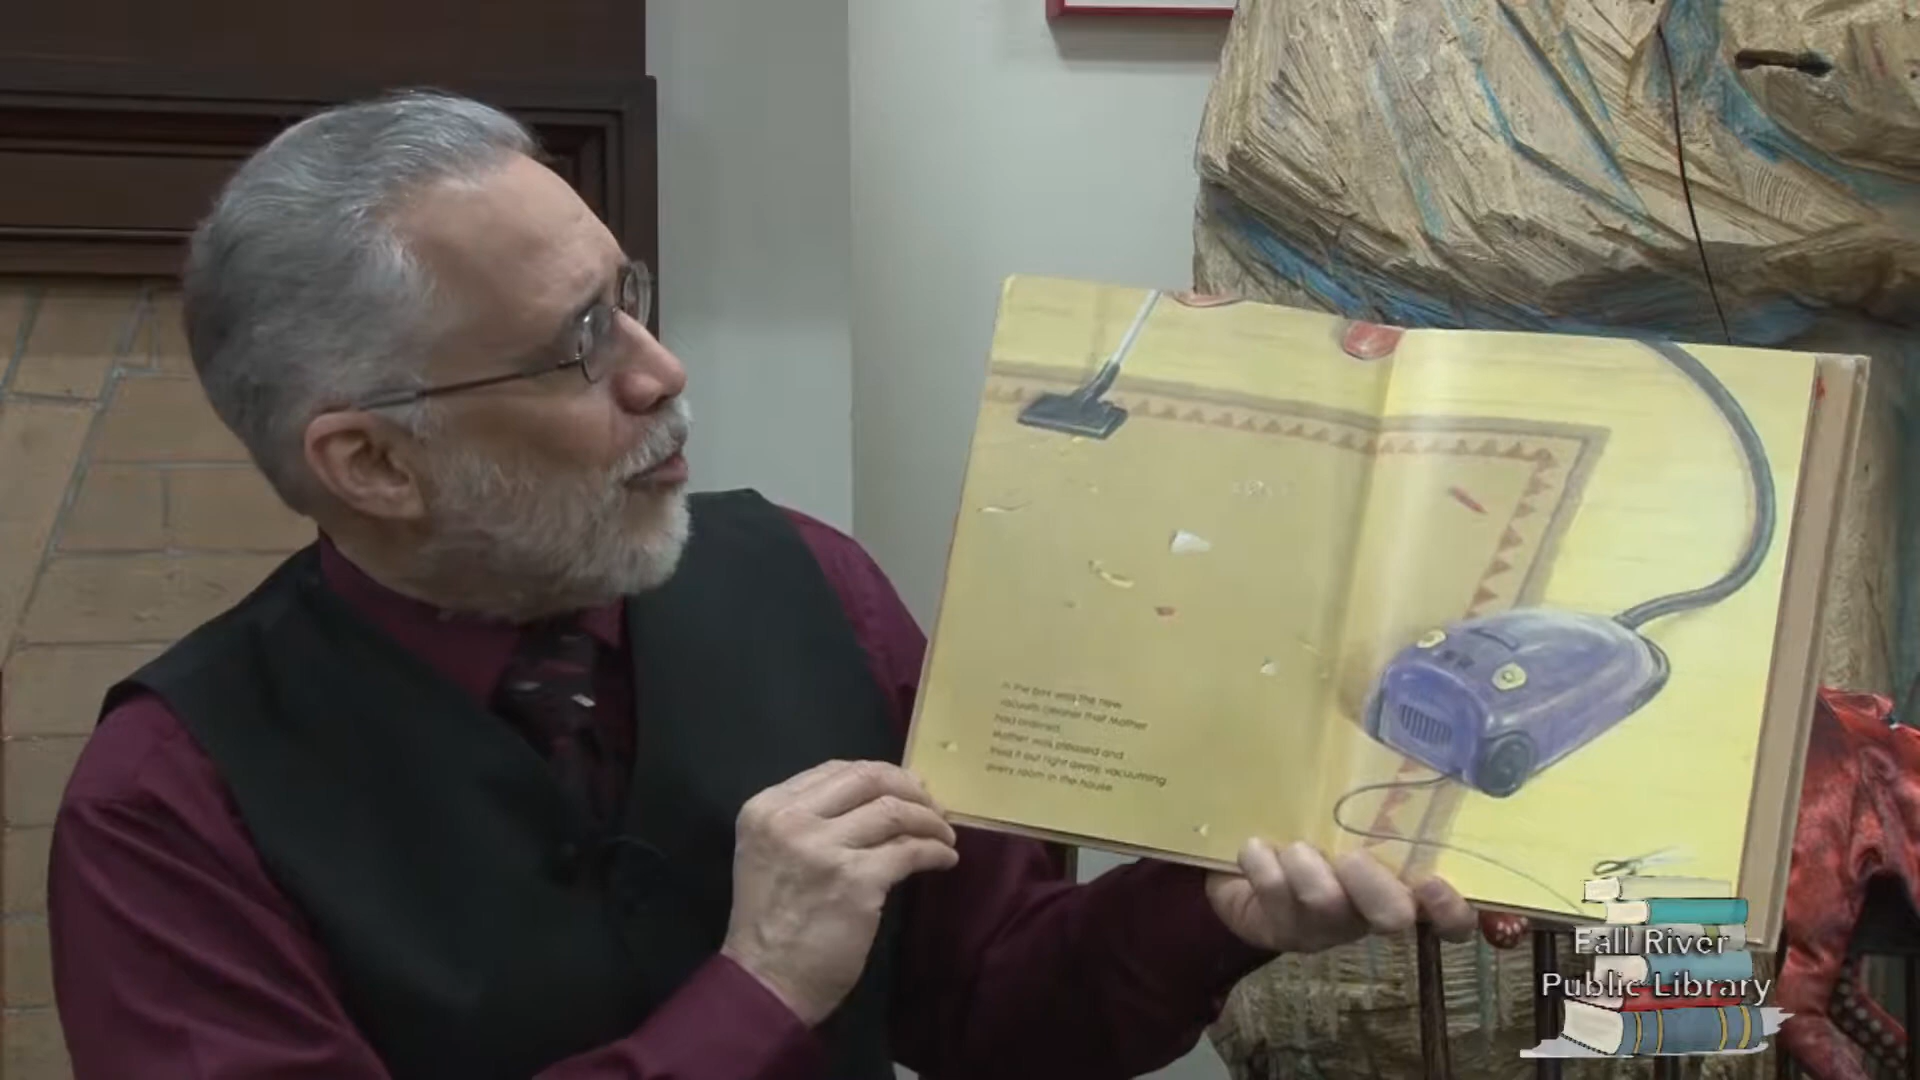 In the box was the new
vacuum cleaner that Mother
had ordered.
Mother was pleased and
tried it out right away, vacuuming
every room in the house.
Fall River
Public Library